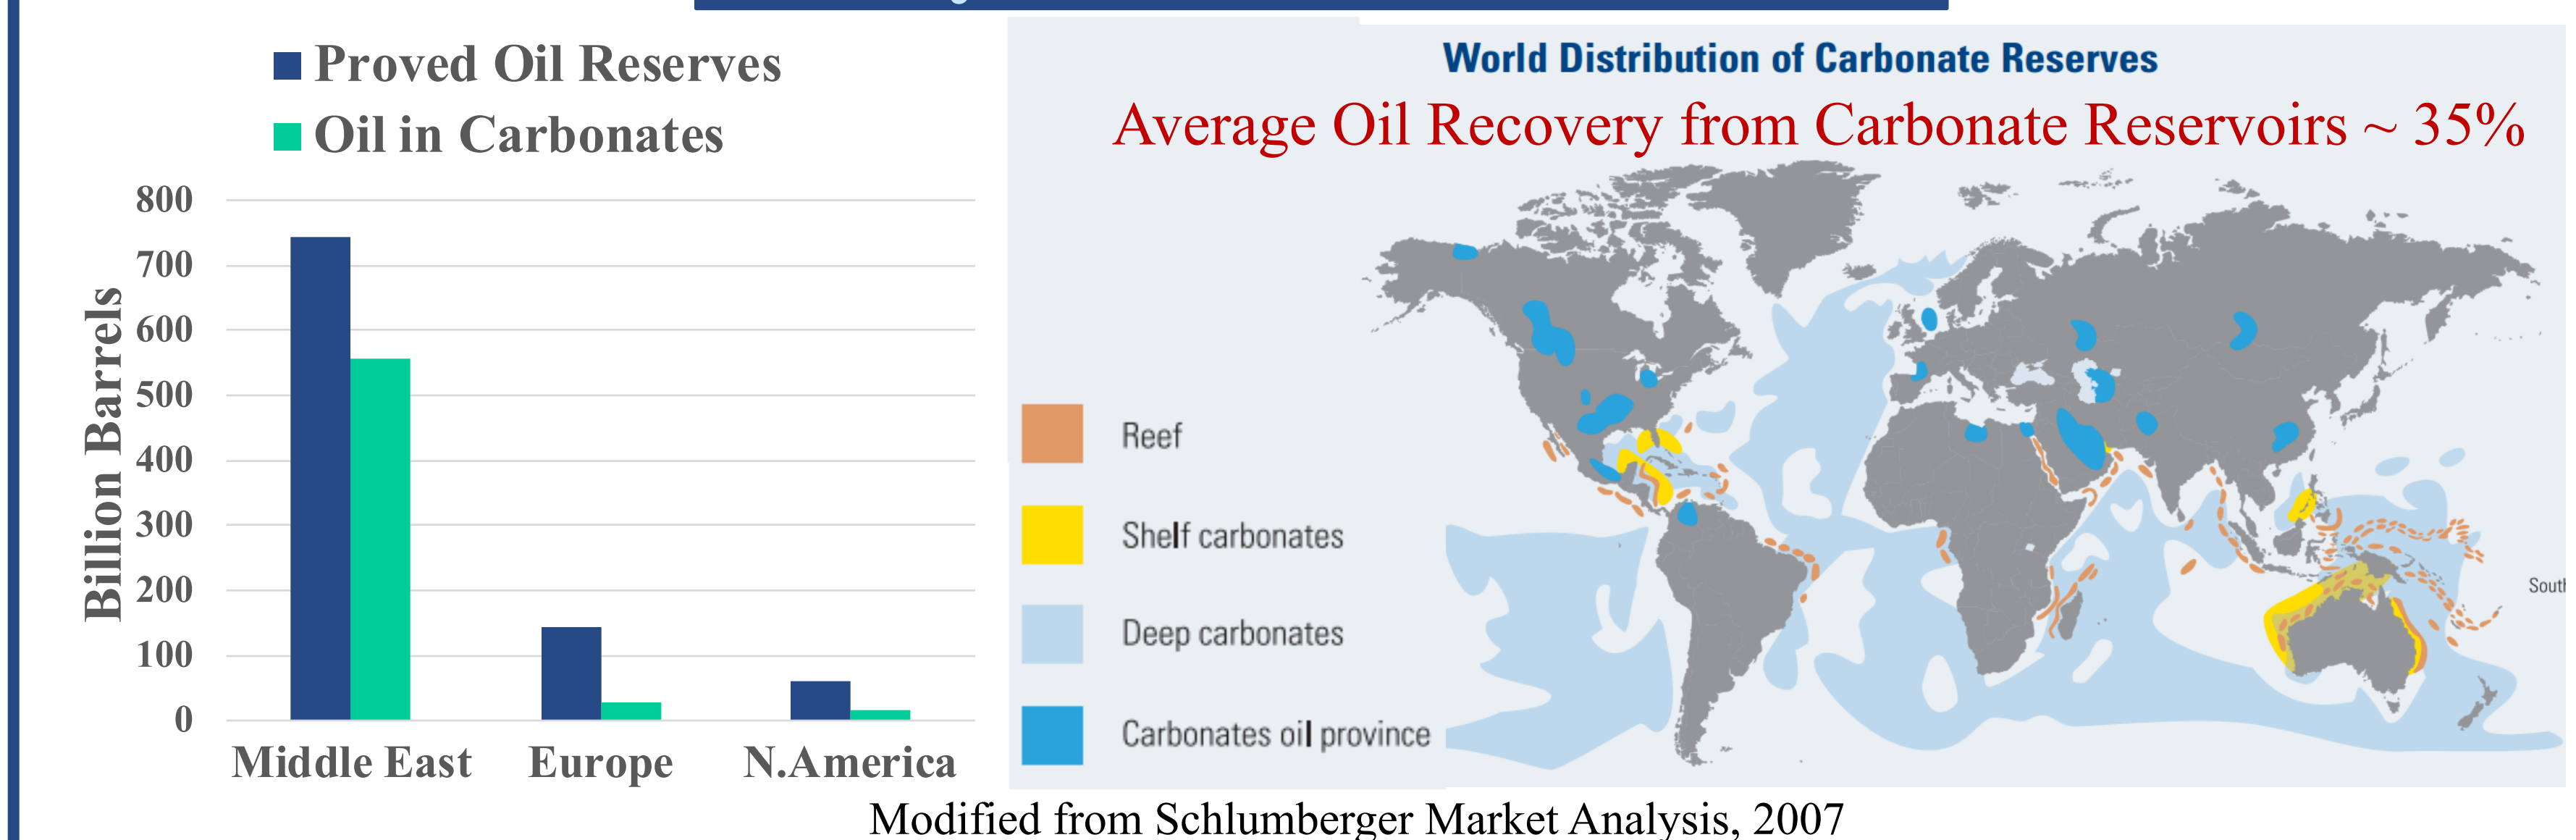 Proved Oil Reserves
Oil in Carbonates
800
700
600
500
400
300
200
100
0
Billion Barrels
Middle East Europe N.America
World Distribution of Carbonate Reserves
Average Oil Recovery from Carbonate Reservoirs ~ 35%
Reef
Shelf carbonates
Deep carbonates
Carbonates oil province
South
Modified from Schlumberger Market Analysis, 2007